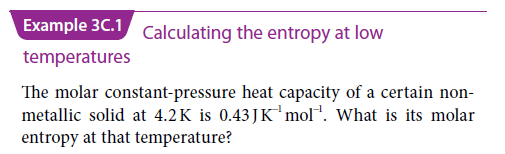 Example 3C.1 Calculating the entropy at low
temperatures
The molar constant-pressure heat capacity of a certain non-
metallic solid at 4.2 K is 0.43 J K⁻¹ mol⁻¹. What is its molar
entropy at that temperature?